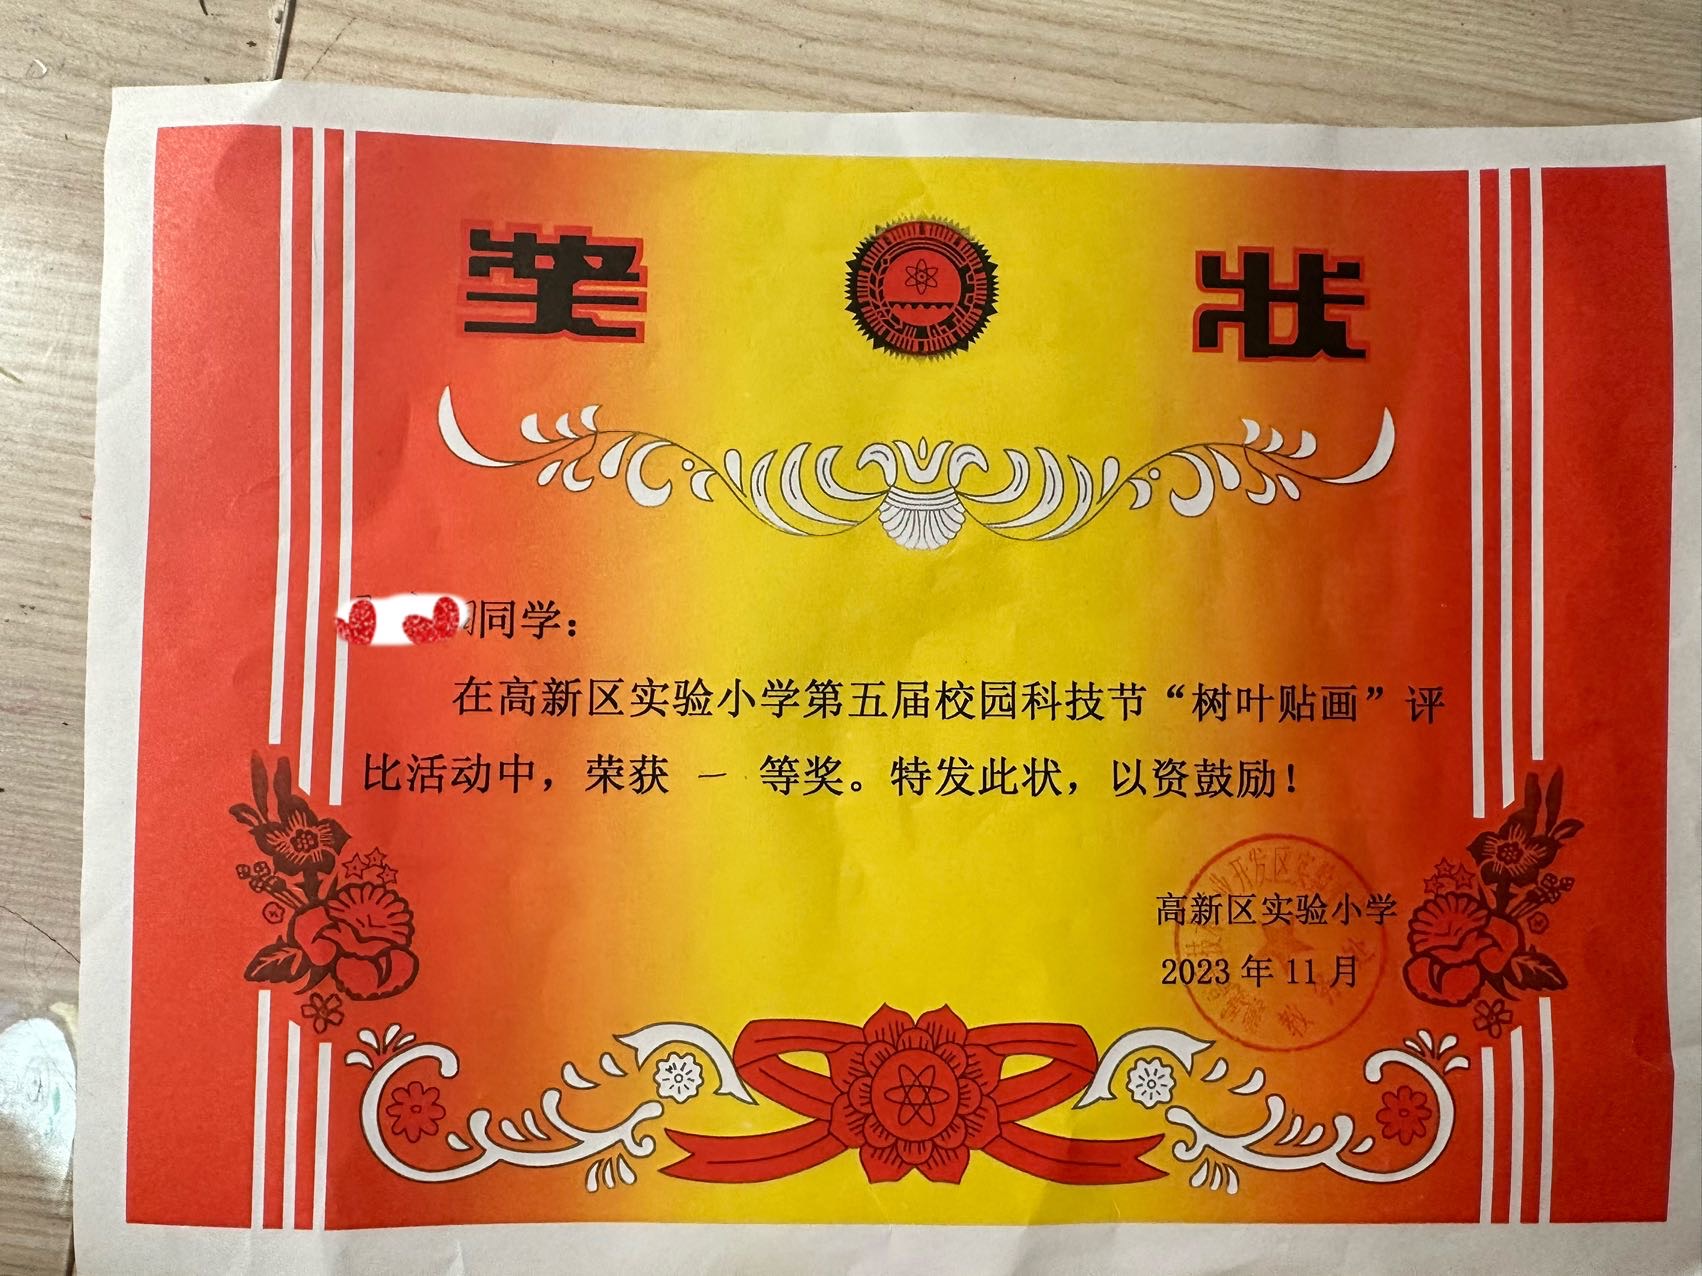 奖状
同学：
在高新区实验小学第五届校园科技节“树叶贴画”评
比活动中，荣获 一 等奖。特发此状，以资鼓励！
高新区实验小学
2023 年 11 月